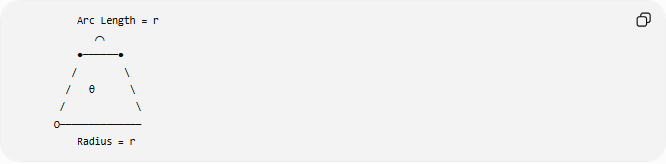 Arc Length = r
θ
O
Radius = r